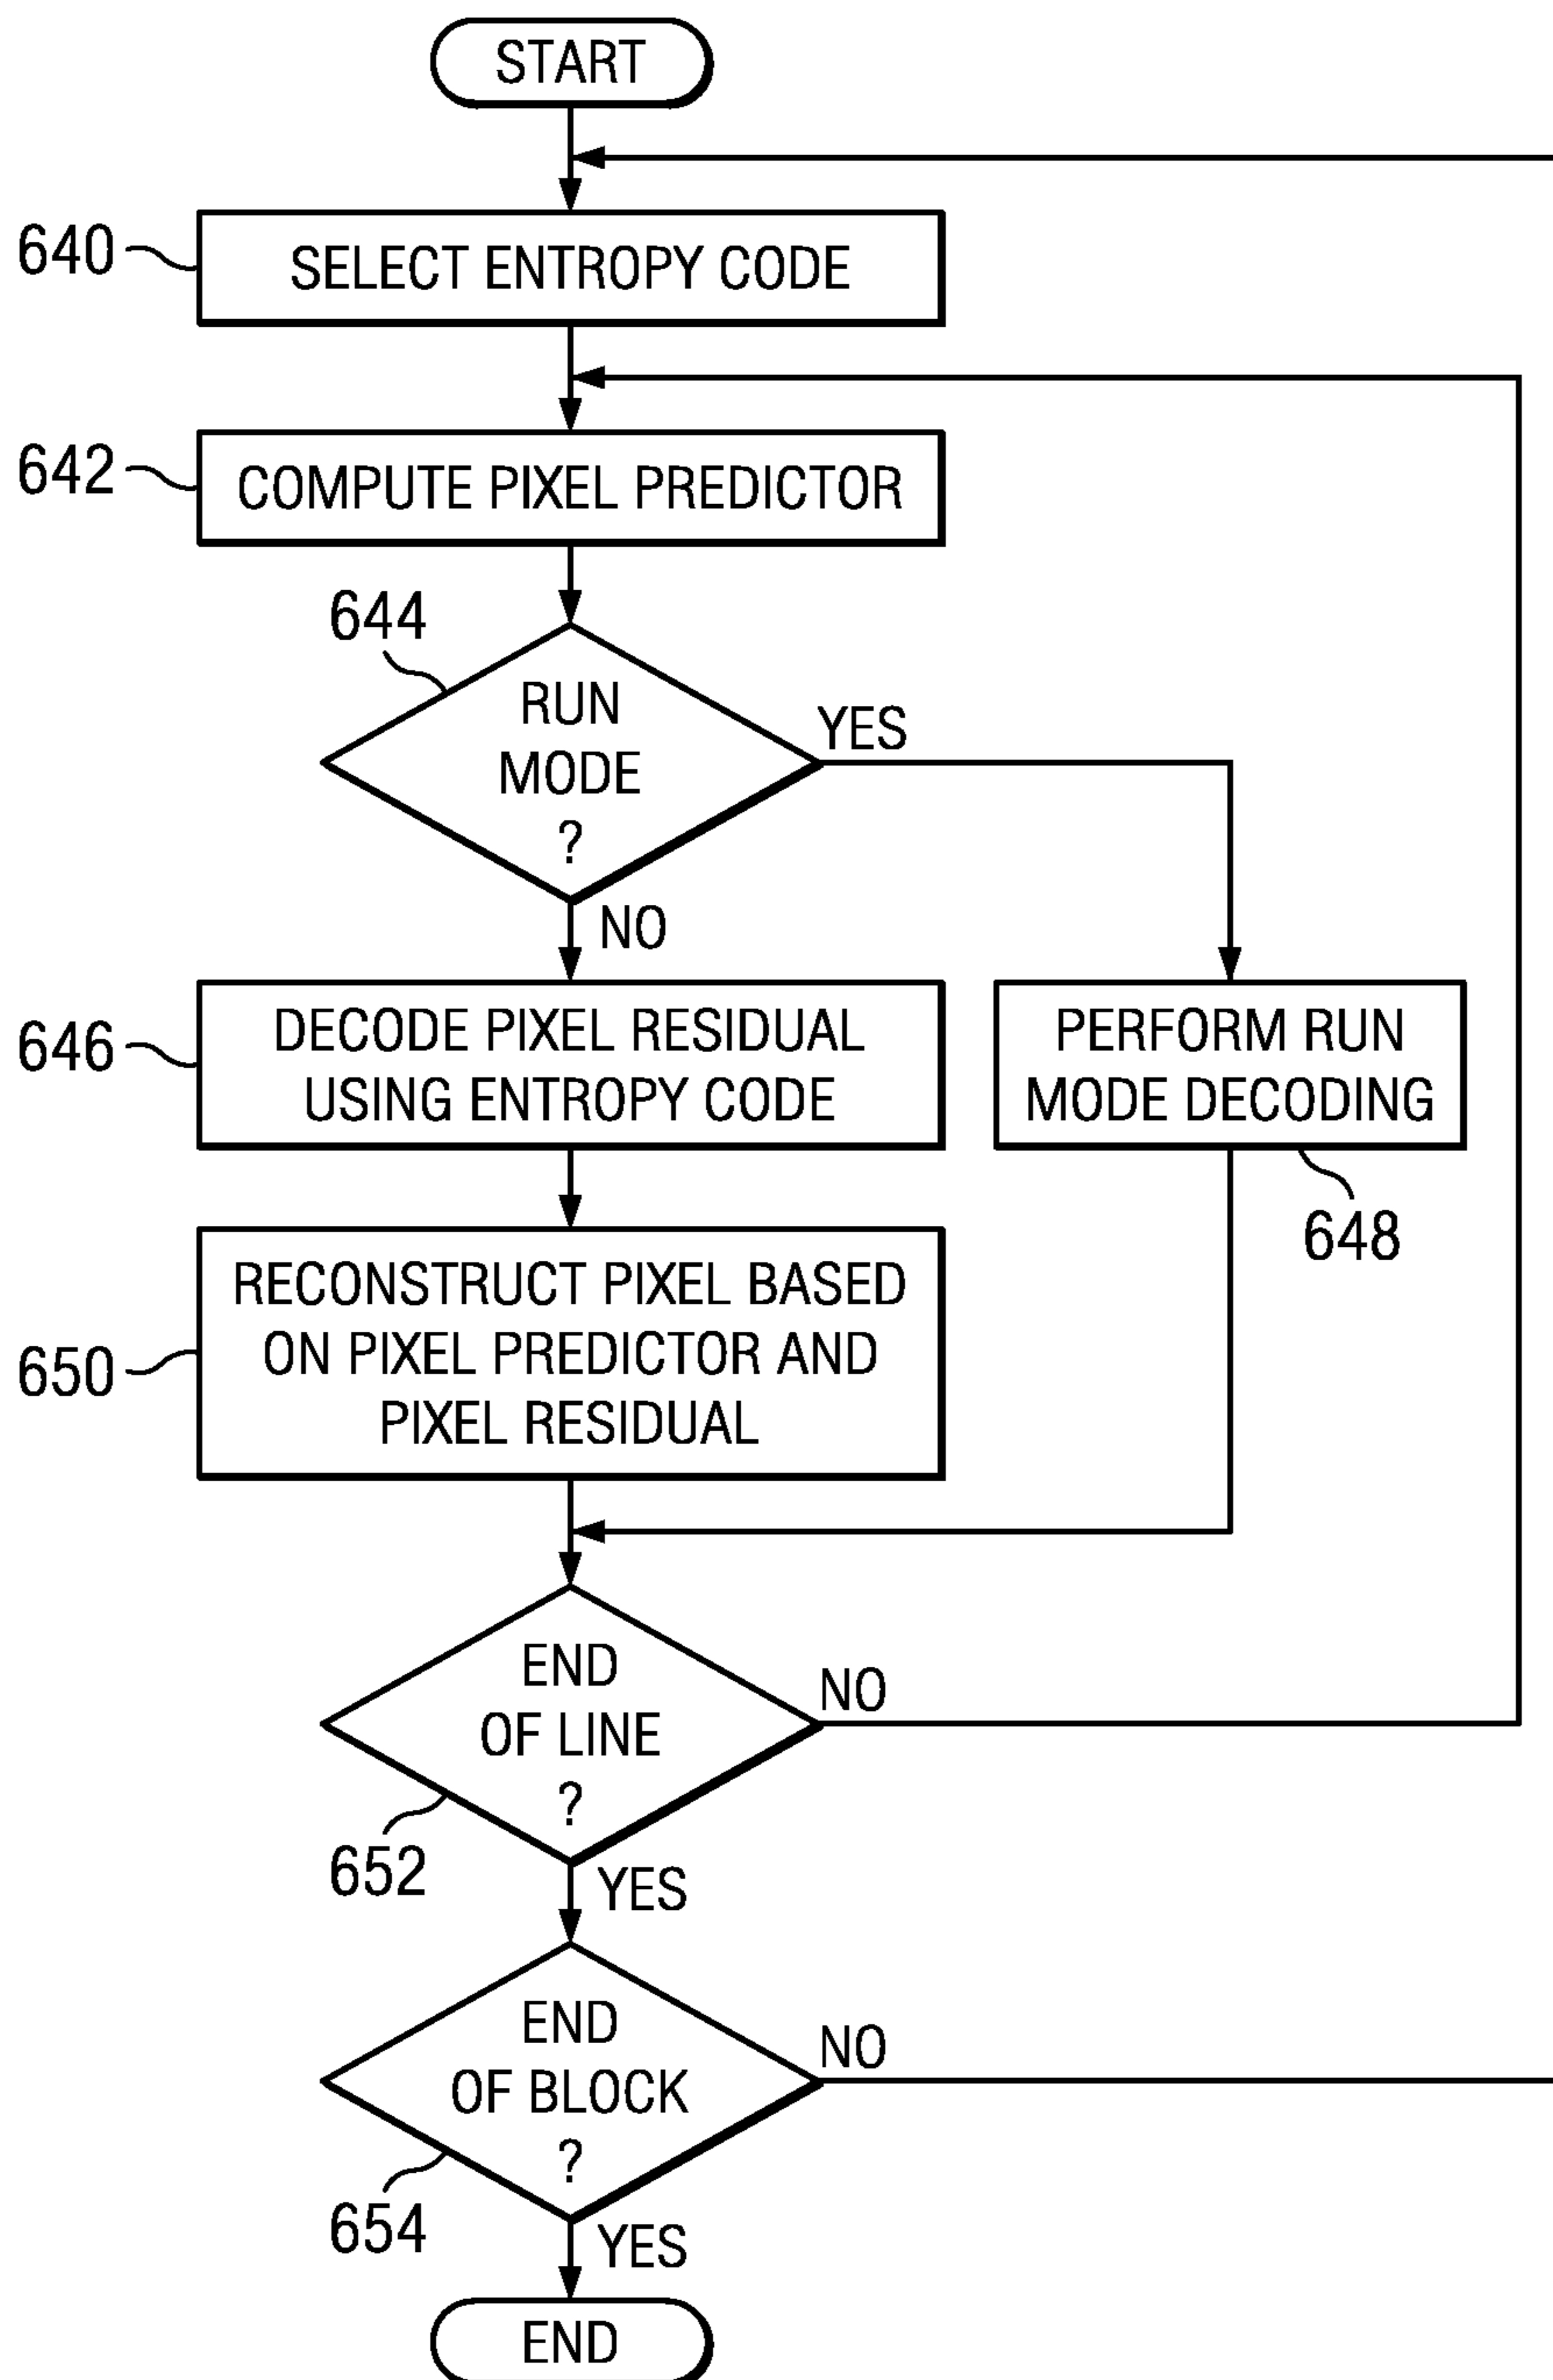 START
640
SELECT ENTROPY CODE
642
COMPUTE PIXEL PREDICTOR
644
RUN
MODE
?
YES
NO
646
DECODE PIXEL RESIDUAL
USING ENTROPY CODE
PERFORM RUN
MODE DECODING
648
650
RECONSTRUCT PIXEL BASED
ON PIXEL PREDICTOR AND
PIXEL RESIDUAL
END
OF LINE
?
NO
652
YES
END
OF BLOCK
?
NO
654
YES
END